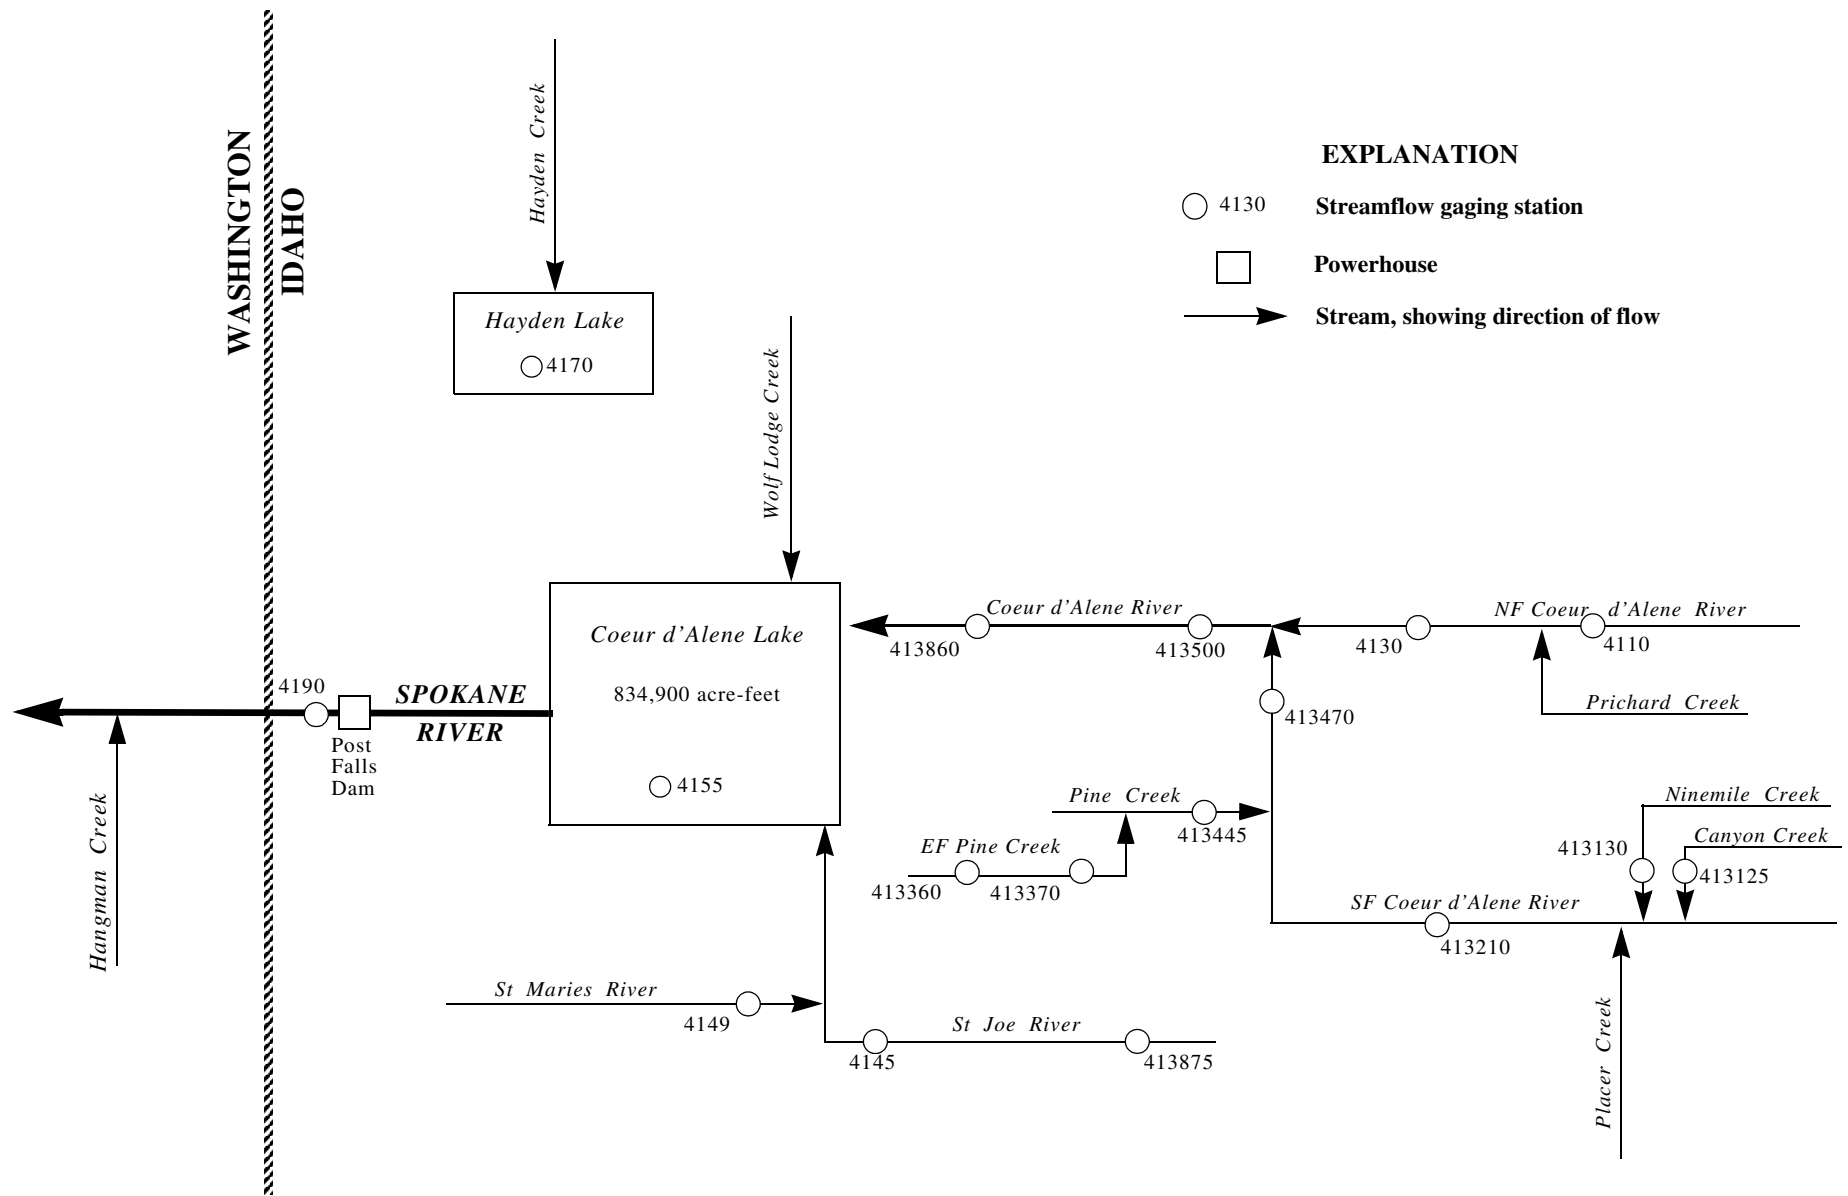 WASHINGTON
IDAHO
Hayden Creek
EXPLANATION
4130 Streamflow gaging station
Powerhouse
Stream, showing direction of flow
Hayden Lake
4170
Wolf Lodge Creek
Coeur d'Alene Lake
834,900 acre-feet
4155
Coeur d'Alene River
413860
413500
NF Coeur d'Alene River
4130
4110
Prichard Creek
413470
4190
SPOKANE
RIVER
Post
Falls
Dam
Hangman Creek
Pine Creek
413445
EF Pine Creek
413360
413370
Ninemile Creek
Canyon Creek
413130
413125
SF Coeur d'Alene River
413210
St Maries River
4149
St Joe River
4145
413875
Placer Creek